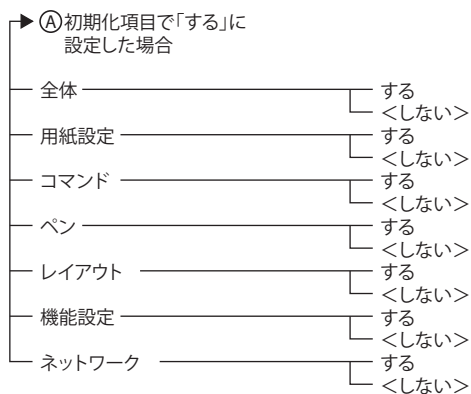 Ⓐ初期化項目で「する」に
設定した場合
全体 する
<しない>
用紙設定 する
<しない>
コマンド する
<しない>
ペン する
<しない>
レイアウト する
<しない>
機能設定 する
<しない>
ネットワーク する
<しない>